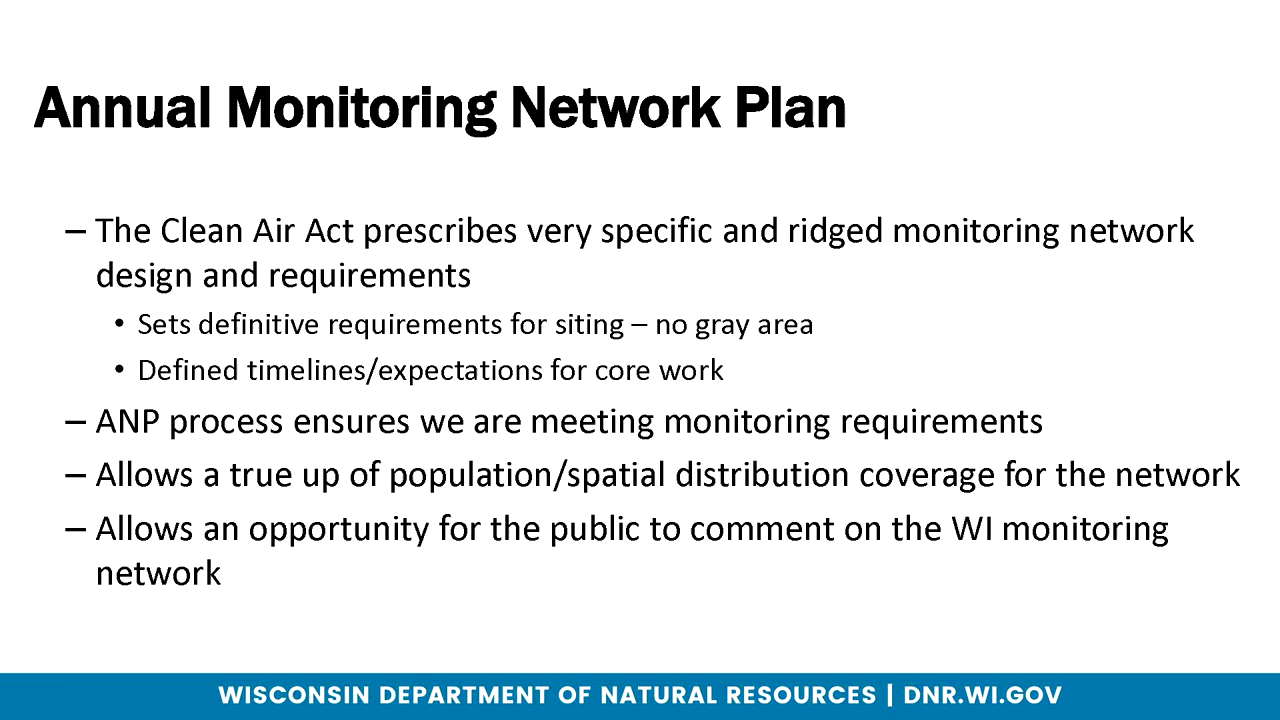 Annual Monitoring Network Plan
– The Clean Air Act prescribes very specific and ridged monitoring network
design and requirements
• Sets definitive requirements for siting – no gray area
• Defined timelines/expectations for core work
– ANP process ensures we are meeting monitoring requirements
– Allows a true up of population/spatial distribution coverage for the network
– Allows an opportunity for the public to comment on the WI monitoring
network
WISCONSIN DEPARTMENT OF NATURAL RESOURCES | DNR.WI.GOV